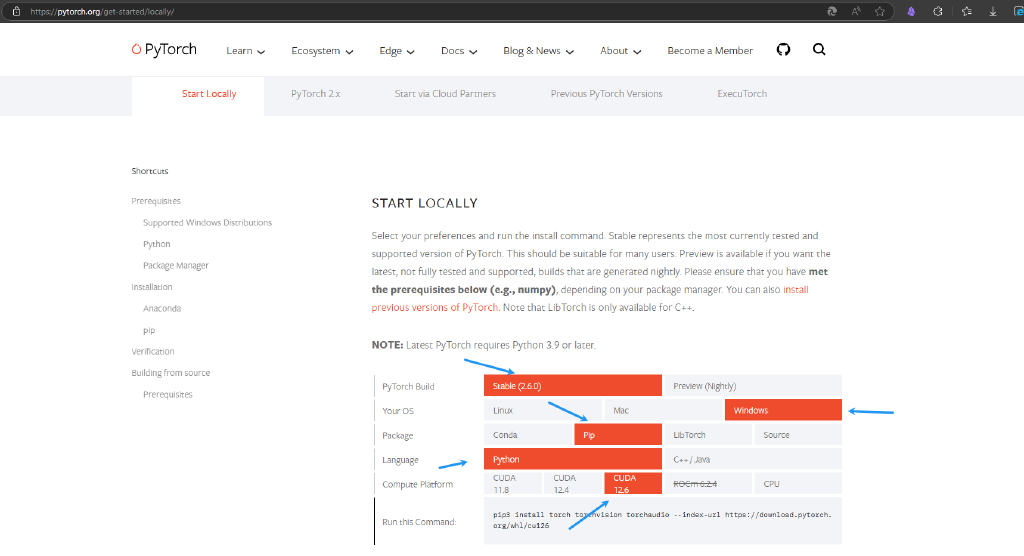 https://pytorch.org/get-started/locally/
PyTorch
Learn
Ecosystem
Edge
Docs
Blog & News
About
Become a Member
Start Locally
PyTorch 2.x
Start via Cloud Partners
Previous PyTorch Versions
ExecuTorch
Shortcuts
Prerequisites
Supported Windows Distributions
Python
Package Manager
Installation
Anaconda
pip
Verification
Building from source
Prerequisites
START LOCALLY
Select your preferences and run the install command. Stable represents the most currently tested and
supported version of PyTorch. This should be suitable for many users. Preview is available if you want the
latest, not fully tested and supported, builds that are generated nightly. Please ensure that you have met
the prerequisites below (e.g., numpy), depending on your package manager. You can also install
previous versions of PyTorch. Note that LibTorch is only available for C++.
NOTE: Latest PyTorch requires Python 3.9 or later.
PyTorch Build
Stable (2.6.0)
Preview (Nightly)
Your OS
Linux
Mac
Windows
Package
Conda
Pip
LibTorch
Source
Language
Python
C++ / Java
Compute Platform
CUDA
11.8
CUDA
12.4
CUDA
12.6
ROCm 6.2.4
CPU
Run this Command:
pip3 install torch torchvision torchaudio --index-url https://download.pytorch.
org/whl/cu126